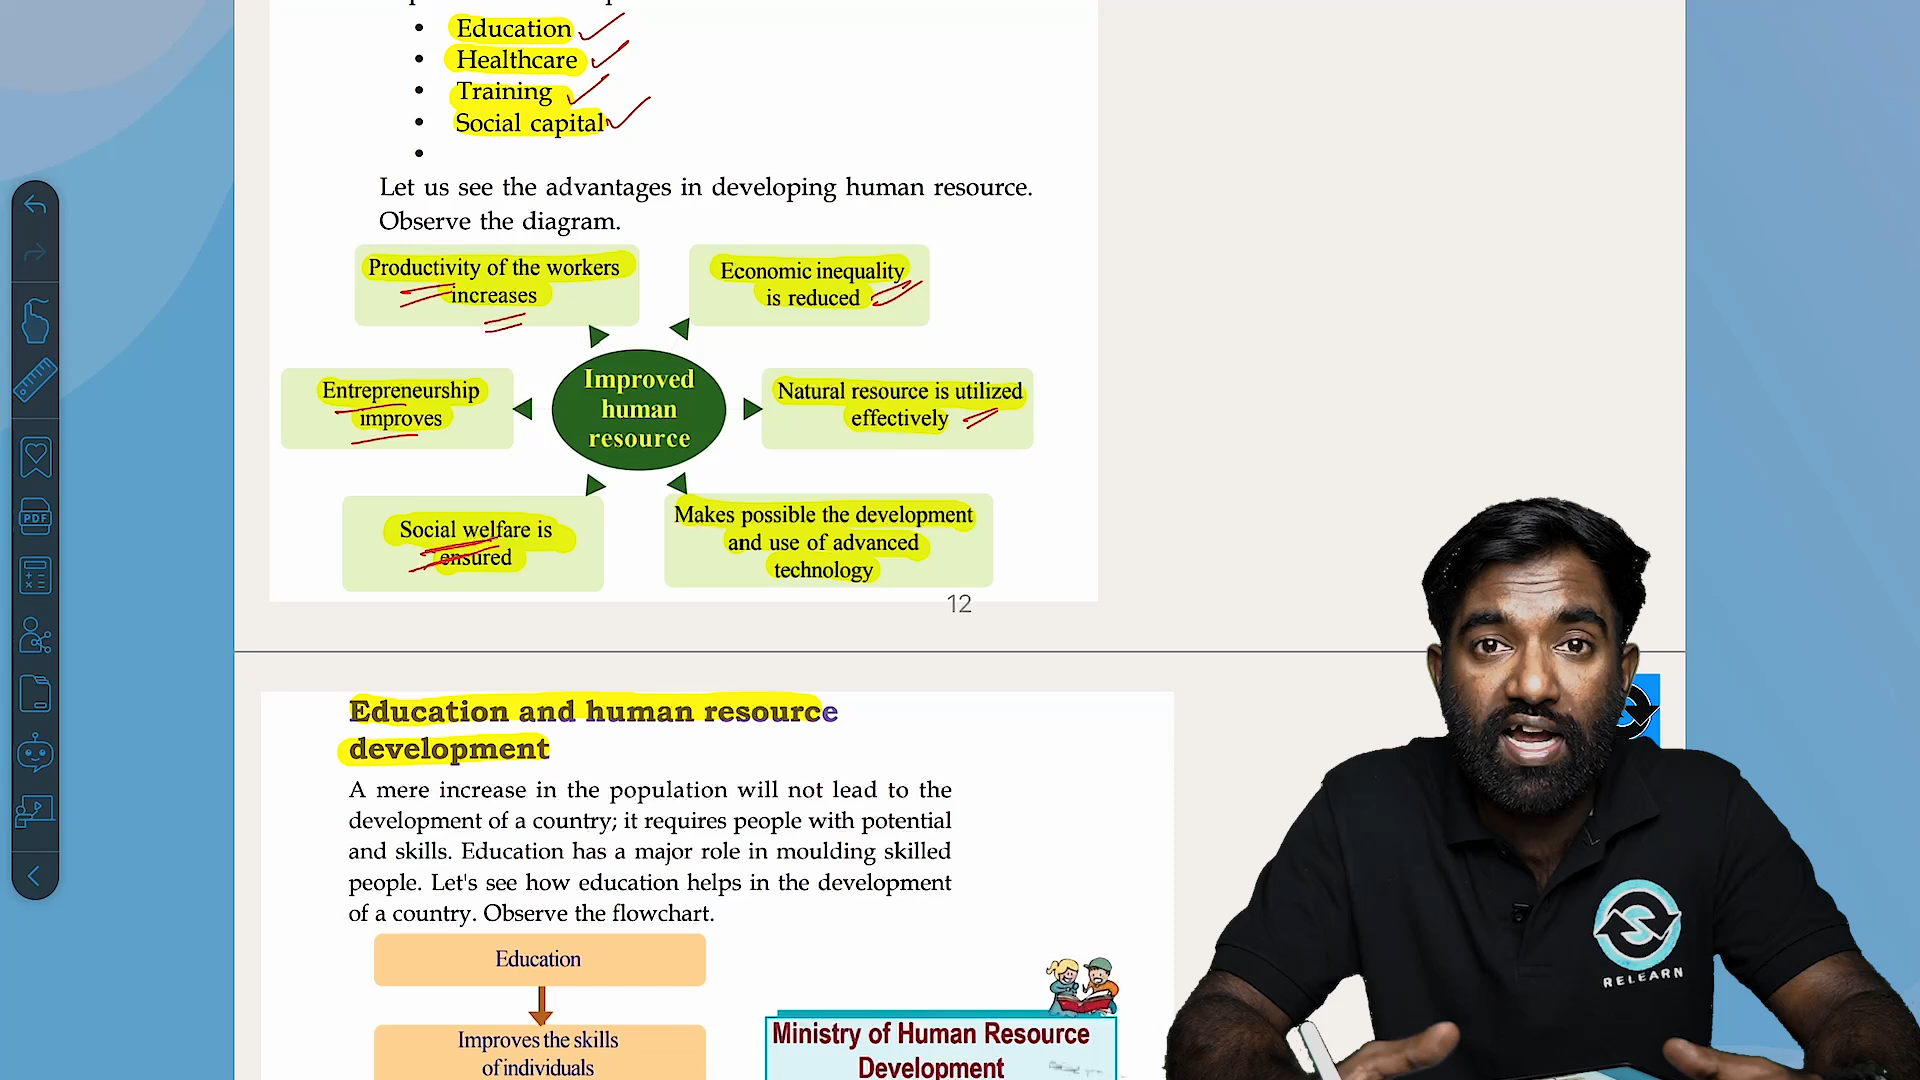 Education
Healthcare
Training
Social capital
Let us see the advantages in developing human resource.
Observe the diagram.
Productivity of the workers
increases
Economic inequality
is reduced
Entrepreneurship
improves
Improved
human
resource
Natural resource is utilized
effectively
Social welfare is
ensured
Makes possible the development
and use of advanced
technology
12
Education and human resource
development
A mere increase in the population will not lead to the
development of a country; it requires people with potential
and skills. Education has a major role in moulding skilled
people. Let's see how education helps in the development
of a country. Observe the flowchart.
Education
Improves the skills
of individuals
Ministry of Human Resource
Development
PDF
RELEARN